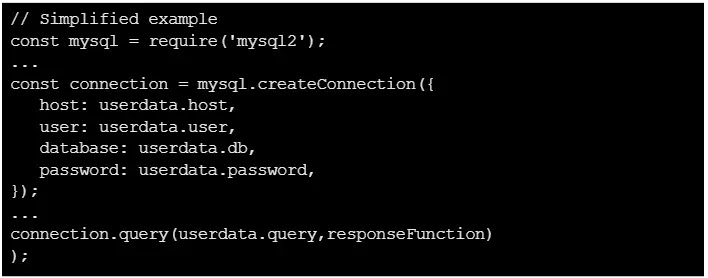 // Simplified example
const mysql = require('mysql2');
...
const connection = mysql.createConnection({
   host: userdata.host,
   user: userdata.user,
   database: userdata.db,
   password: userdata.password,
});
...
connection.query(userdata.query,responseFunction)
);